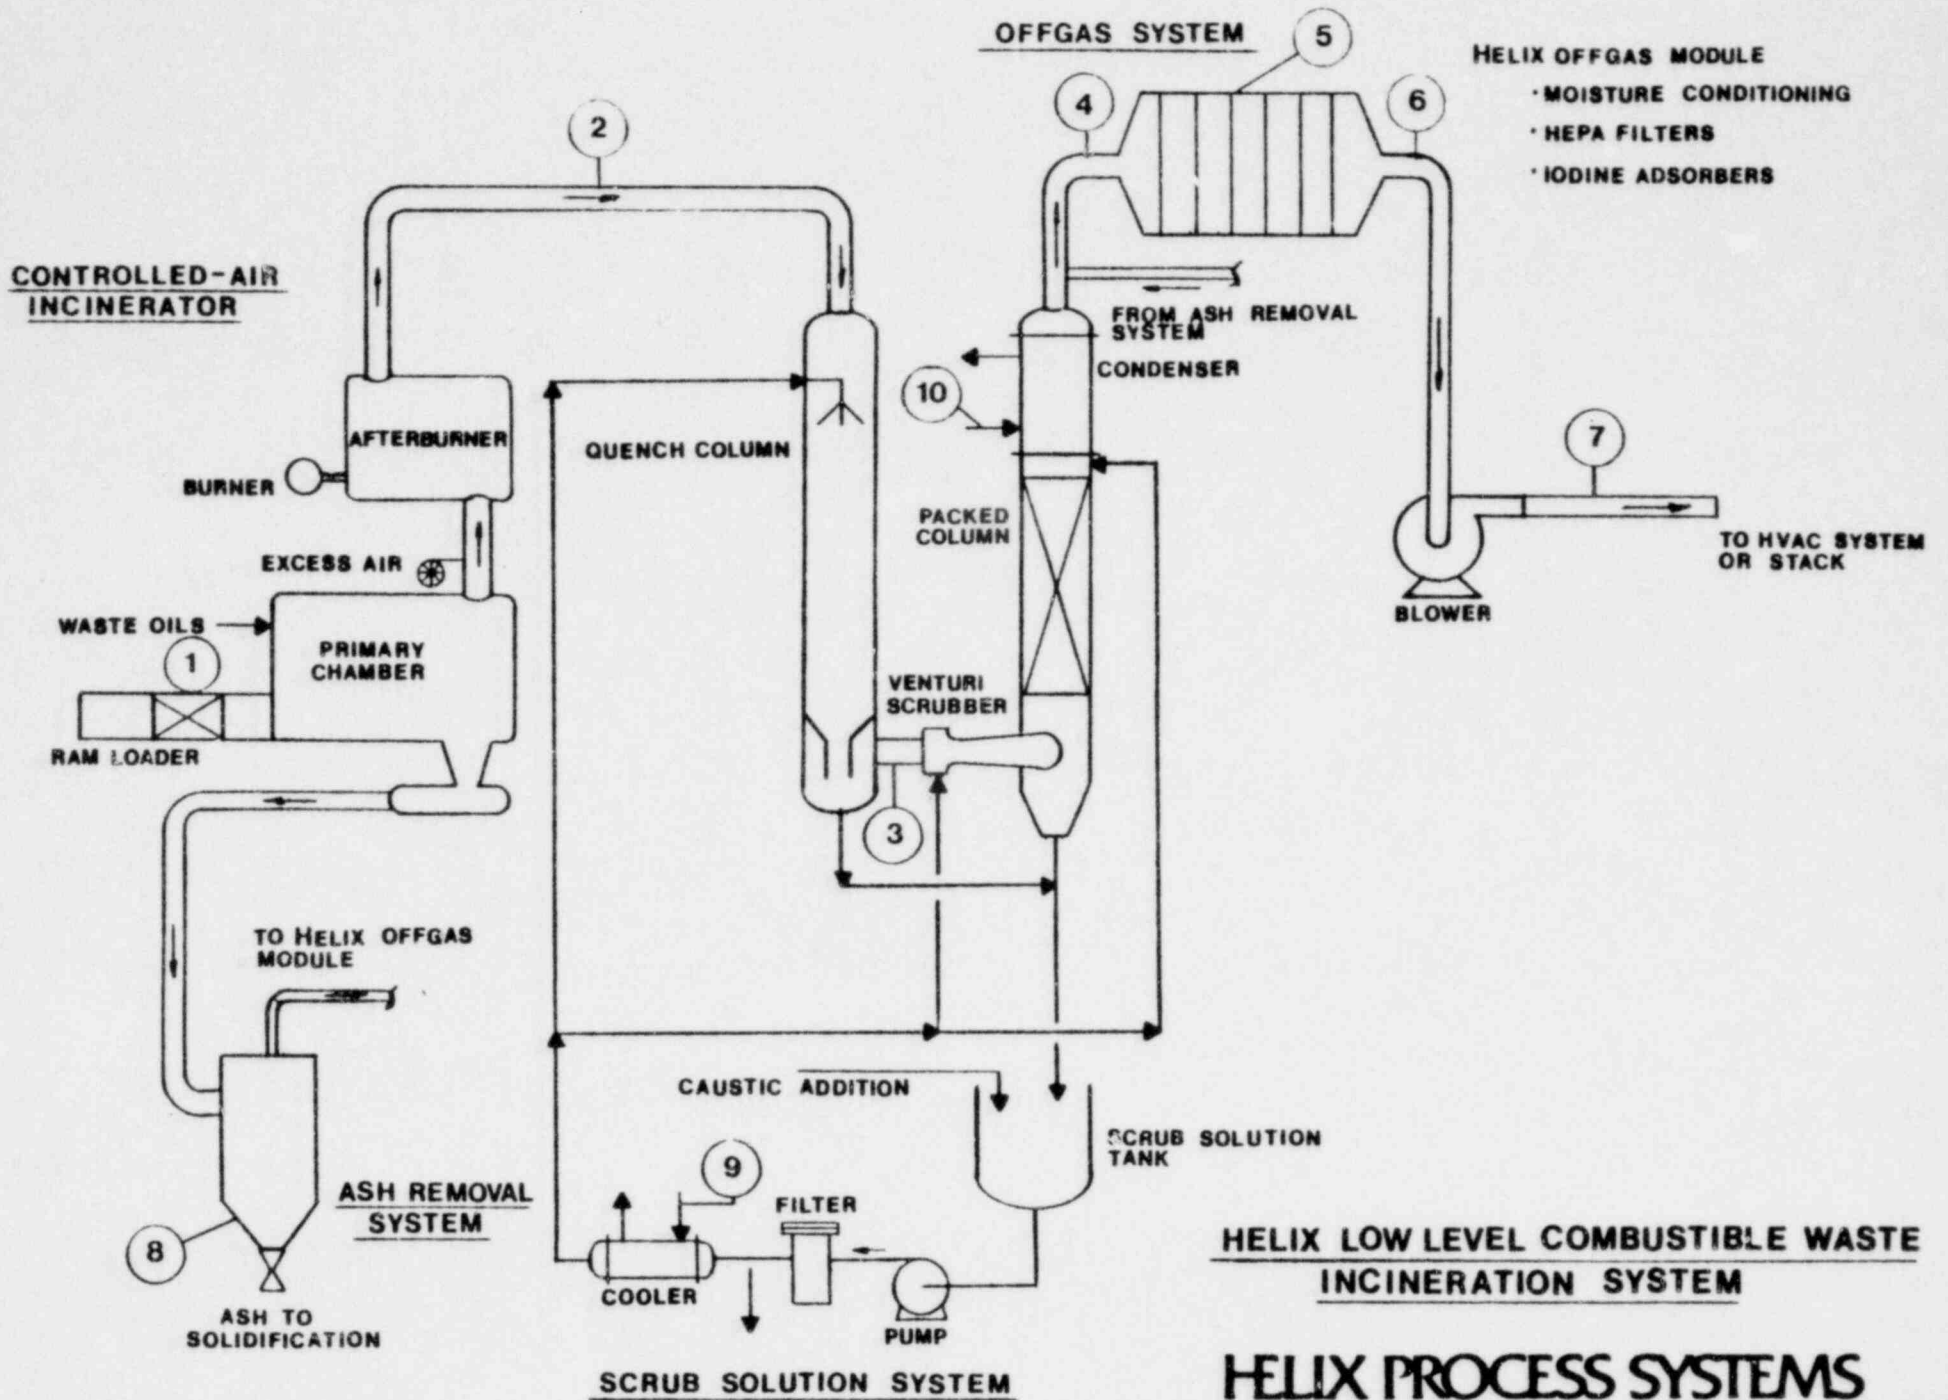 OFFGAS SYSTEM
5
HELIX OFFGAS MODULE
· MOISTURE CONDITIONING
· HEPA FILTERS
· IODINE ADSORBERS
4
6
2
CONTROLLED-AIR
INCINERATOR
FROM ASH REMOVAL
SYSTEM
CONDENSER
10
AFTERBURNER
BURNER
QUENCH COLUMN
7
PACKED
COLUMN
TO HVAC SYSTEM
OR STACK
BLOWER
EXCESS AIR
WASTE OILS
1
PRIMARY
CHAMBER
RAM LOADER
VENTURI
SCRUBBER
3
TO HELIX OFFGAS
MODULE
CAUSTIC ADDITION
SCRUB SOLUTION
TANK
9
FILTER
ASH REMOVAL
SYSTEM
8
COOLER
PUMP
ASH TO
SOLIDIFICATION
SCRUB SOLUTION SYSTEM
HELIX LOW LEVEL COMBUSTIBLE WASTE
INCINERATION SYSTEM
HELIX PROCESS SYSTEMS